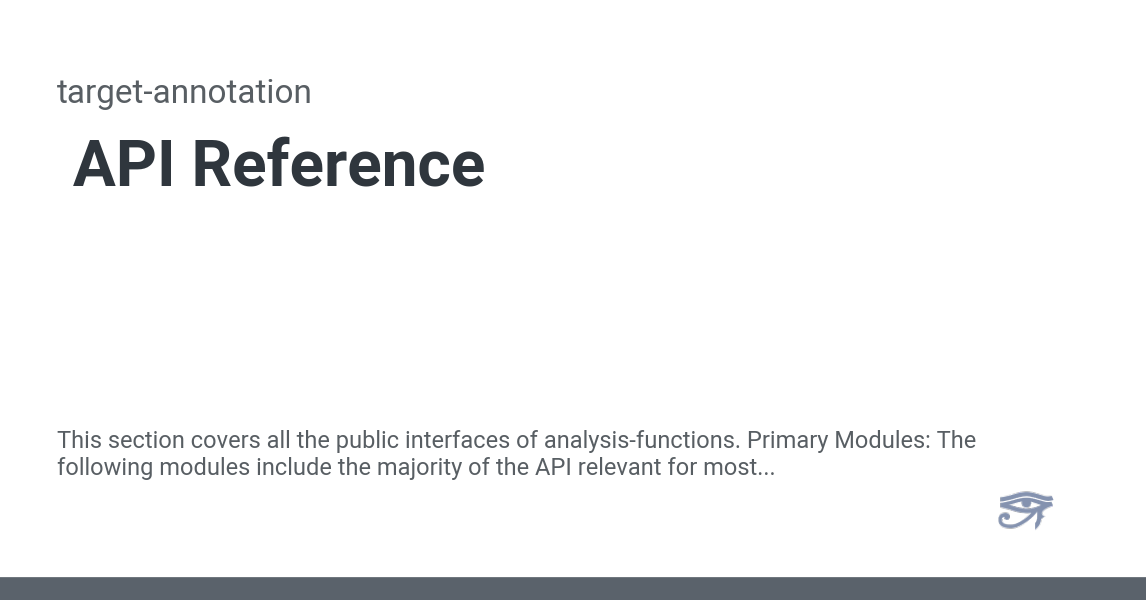 target-annotation
API Reference
This section covers all the public interfaces of analysis-functions. Primary Modules: The
following modules include the majority of the API relevant for most...